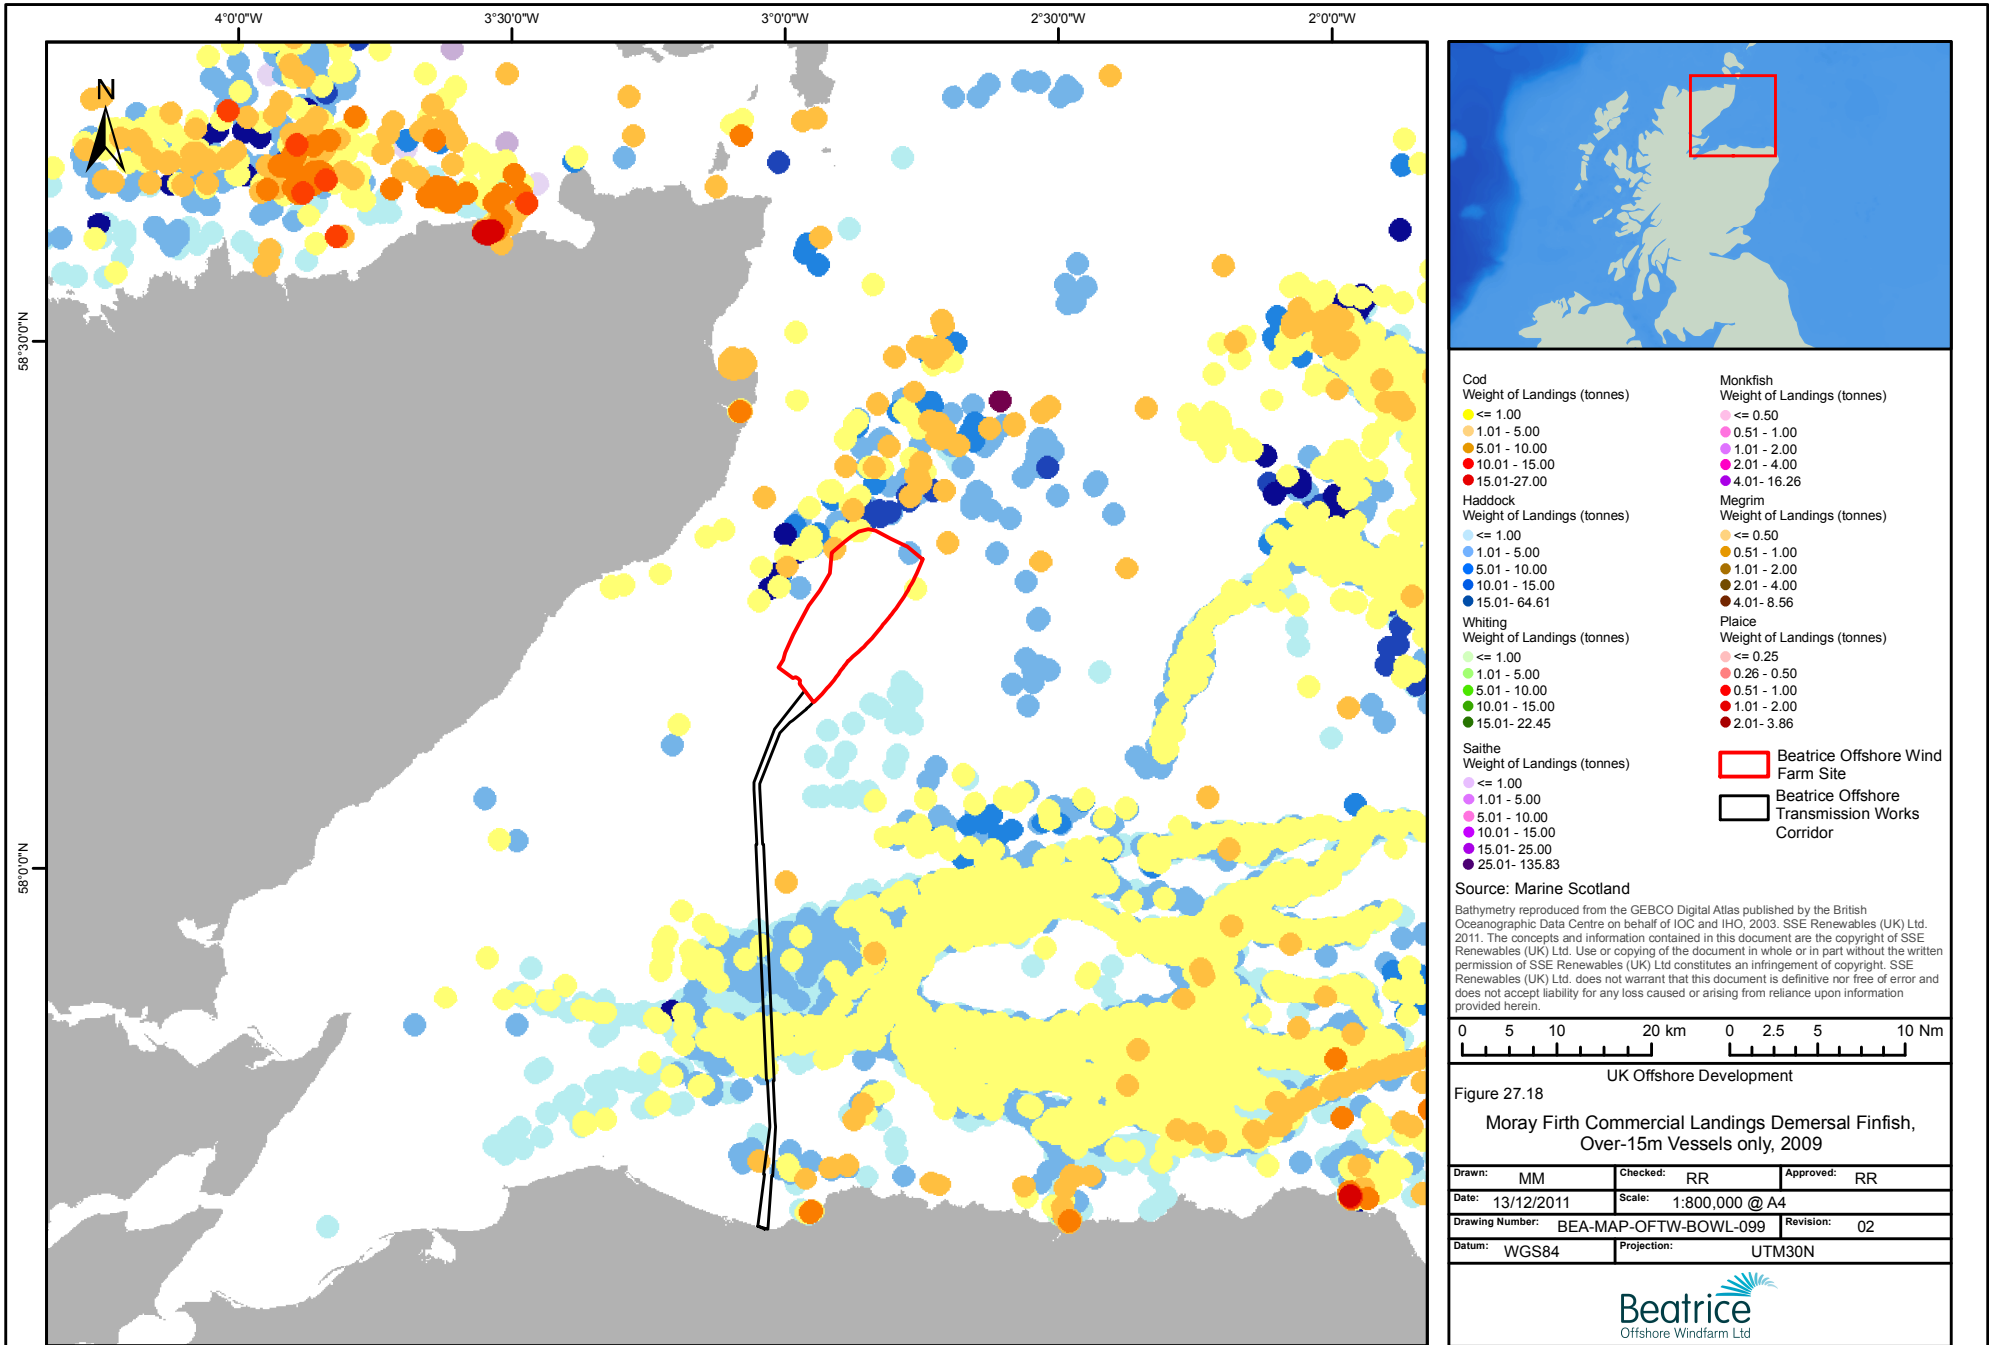 4°0'0"W
3°30'0"W
3°0'0"W
2°30'0"W
2°0'0"W
58°30'0"N
58°0'0"N
N
Cod
Weight of Landings (tonnes)
<= 1.00
1.01 - 5.00
5.01 - 10.00
10.01 - 15.00
15.01-27.00
Haddock
Weight of Landings (tonnes)
<= 1.00
1.01 - 5.00
5.01 - 10.00
10.01 - 15.00
15.01- 64.61
Whiting
Weight of Landings (tonnes)
<= 1.00
1.01 - 5.00
5.01 - 10.00
10.01 - 15.00
15.01- 22.45
Saithe
Weight of Landings (tonnes)
<= 1.00
1.01 - 5.00
5.01 - 10.00
10.01 - 15.00
15.01- 25.00
25.01- 135.83
Monkfish
Weight of Landings (tonnes)
<= 0.50
0.51 - 1.00
1.01 - 2.00
2.01 - 4.00
4.01- 16.26
Megrim
Weight of Landings (tonnes)
<= 0.50
0.51 - 1.00
1.01 - 2.00
2.01 - 4.00
4.01- 8.56
Plaice
Weight of Landings (tonnes)
<= 0.25
0.26 - 0.50
0.51 - 1.00
1.01 - 2.00
2.01- 3.86
Beatrice Offshore Wind
Farm Site
Beatrice Offshore
Transmission Works
Corridor
Source: Marine Scotland
Bathymetry reproduced from the GEBCO Digital Atlas published by the British
Oceanographic Data Centre on behalf of IOC and IHO, 2003. SSE Renewables (UK) Ltd.
2011. The concepts and information contained in this document are the copyright of SSE
Renewables (UK) Ltd. Use or copying of the document in whole or in part without the written
permission of SSE Renewables (UK) Ltd constitutes an infringement of copyright. SSE
Renewables (UK) Ltd. does not warrant that this document is definitive nor free of error and
does not accept liability for any loss caused or arising from reliance upon information
provided herein.
0 5 10 20 km 0 2.5 5 10 Nm
UK Offshore Development
Figure 27.18
Moray Firth Commercial Landings Demersal Finfish,
Over-15m Vessels only, 2009
Drawn: MM Checked: RR Approved: RR
Date: 13/12/2011 Scale: 1:800,000 @ A4
Drawing Number: BEA-MAP-OFTW-BOWL-099 Revision: 02
Datum: WGS84 Projection: UTM30N
Beatrice
Offshore Windfarm Ltd